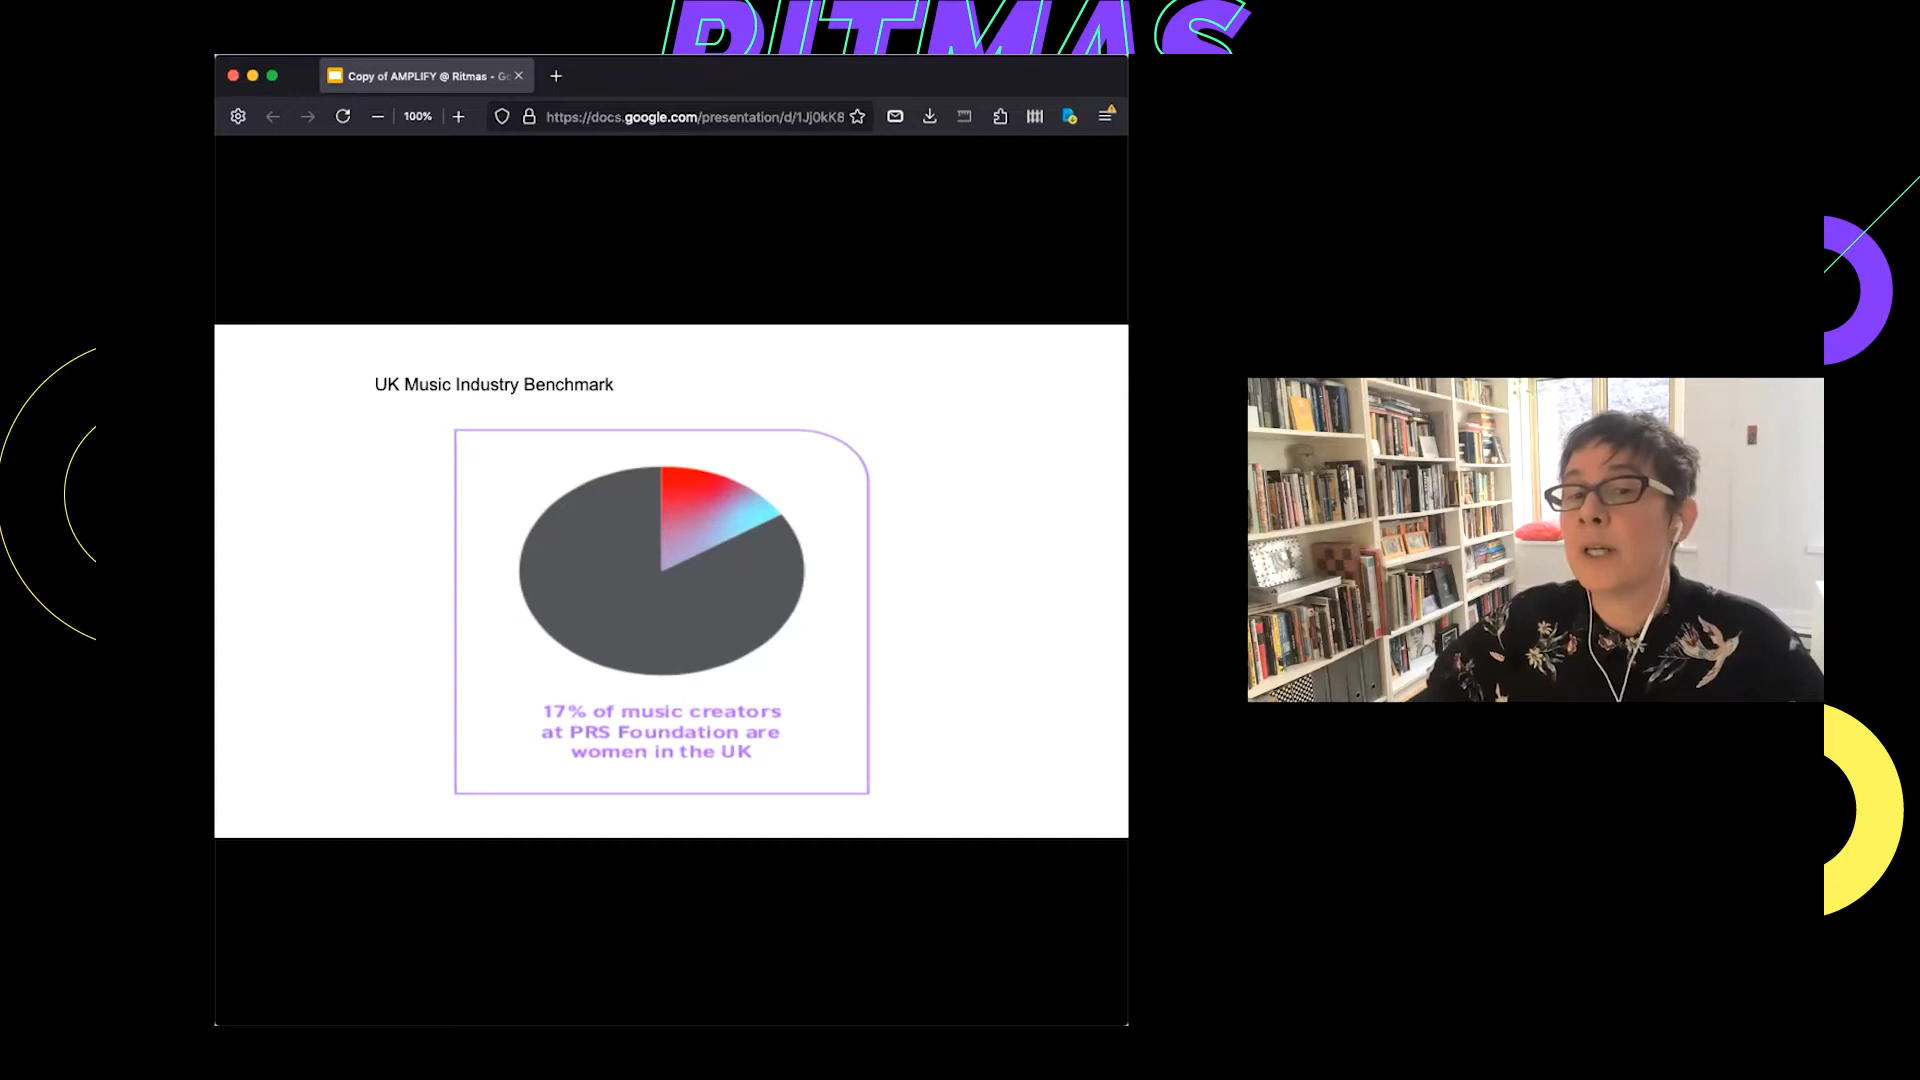 RITMAS
Copy of AMPLIFY @ Ritmas - Go
100%
https://docs.google.com/presentation/d/1Jj0kK8
UK Music Industry Benchmark
17% of music creators
at PRS Foundation are
women in the UK